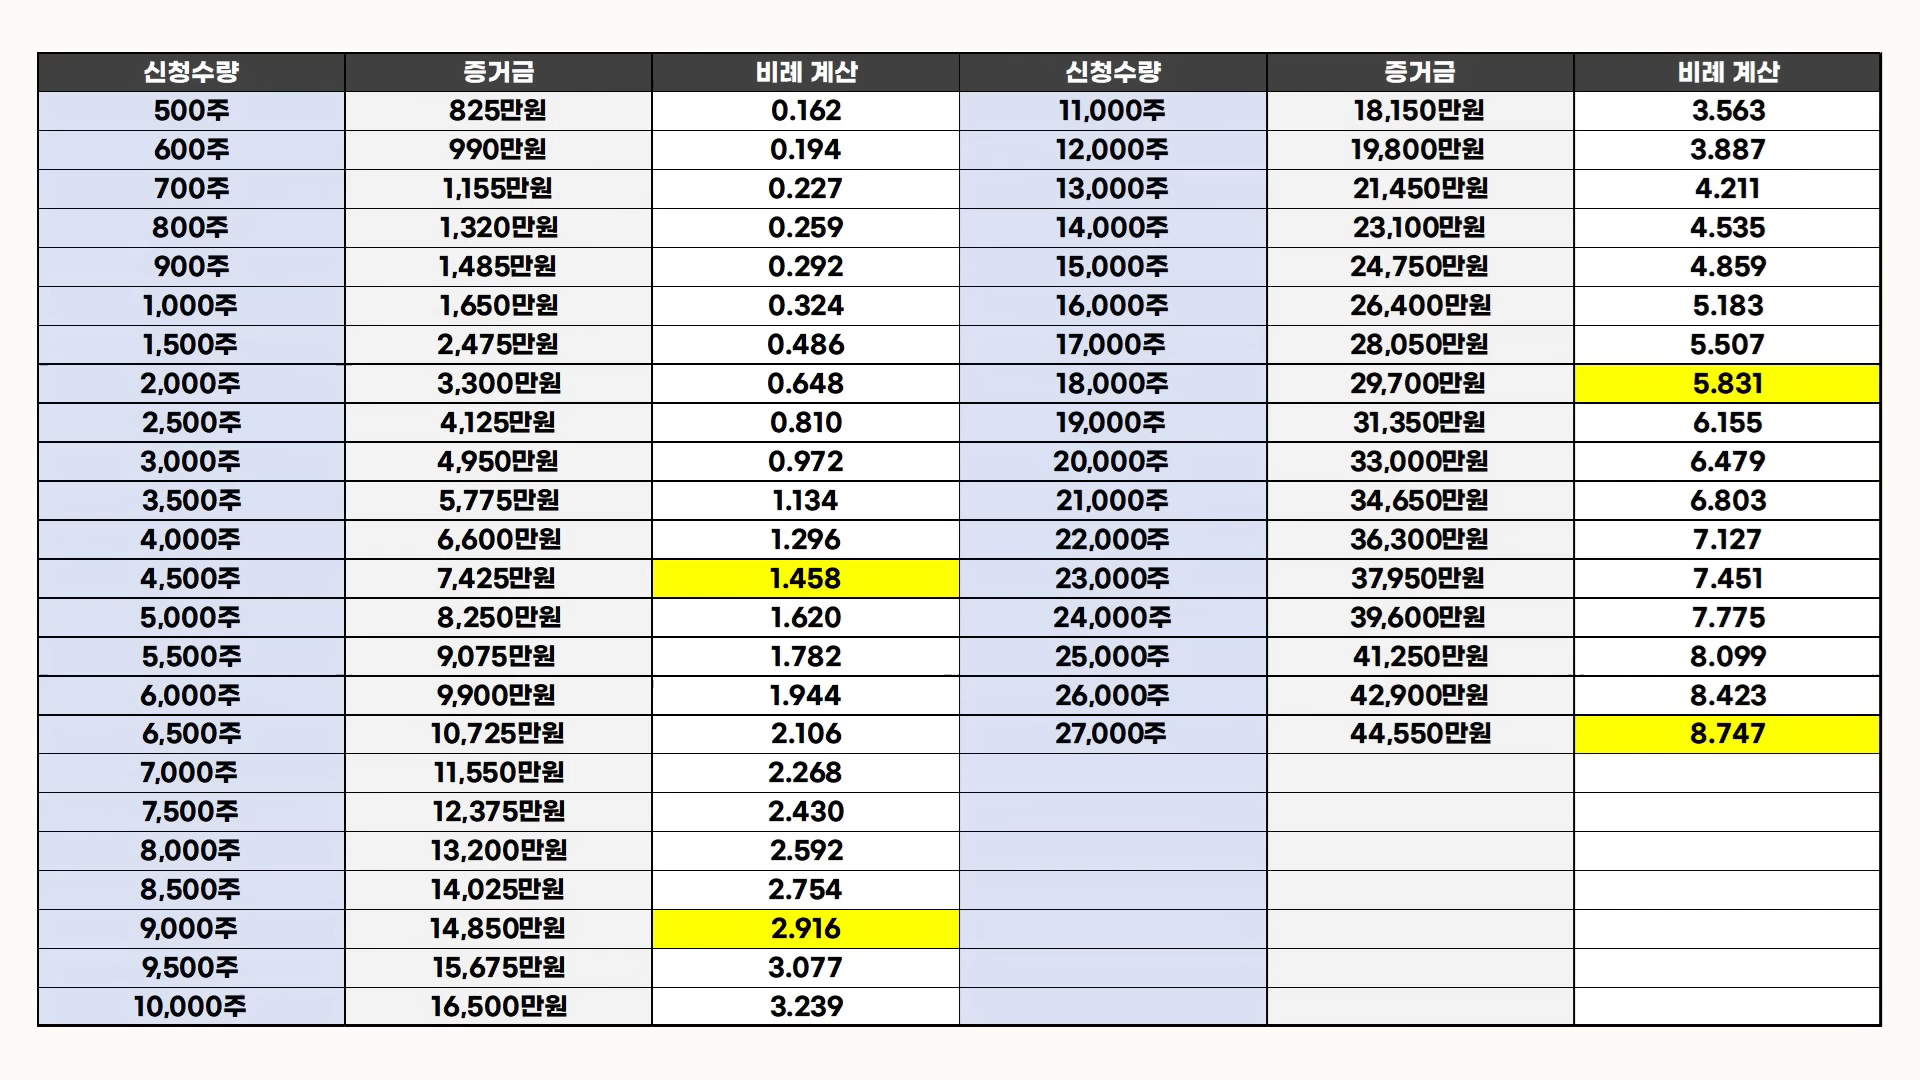 신청수량 증거금 비례 계산 신청수량 증거금 비례 계산
500주 825만원 0.162 11,000주 18,150만원 3.563
600주 990만원 0.194 12,000주 19,800만원 3.887
700주 1,155만원 0.227 13,000주 21,450만원 4.211
800주 1,320만원 0.259 14,000주 23,100만원 4.535
900주 1,485만원 0.292 15,000주 24,750만원 4.859
1,000주 1,650만원 0.324 16,000주 26,400만원 5.183
1,500주 2,475만원 0.486 17,000주 28,050만원 5.507
2,000주 3,300만원 0.648 18,000주 29,700만원 5.831
2,500주 4,125만원 0.810 19,000주 31,350만원 6.155
3,000주 4,950만원 0.972 20,000주 33,000만원 6.479
3,500주 5,775만원 1.134 21,000주 34,650만원 6.803
4,000주 6,600만원 1.296 22,000주 36,300만원 7.127
4,500주 7,425만원 1.458 23,000주 37,950만원 7.451
5,000주 8,250만원 1.620 24,000주 39,600만원 7.775
5,500주 9,075만원 1.782 25,000주 41,250만원 8.099
6,000주 9,900만원 1.944 26,000주 42,900만원 8.423
6,500주 10,725만원 2.106 27,000주 44,550만원 8.747
7,000주 11,550만원 2.268
7,500주 12,375만원 2.430
8,000주 13,200만원 2.592
8,500주 14,025만원 2.754
9,000주 14,850만원 2.916
9,500주 15,675만원 3.077
10,000주 16,500만원 3.239